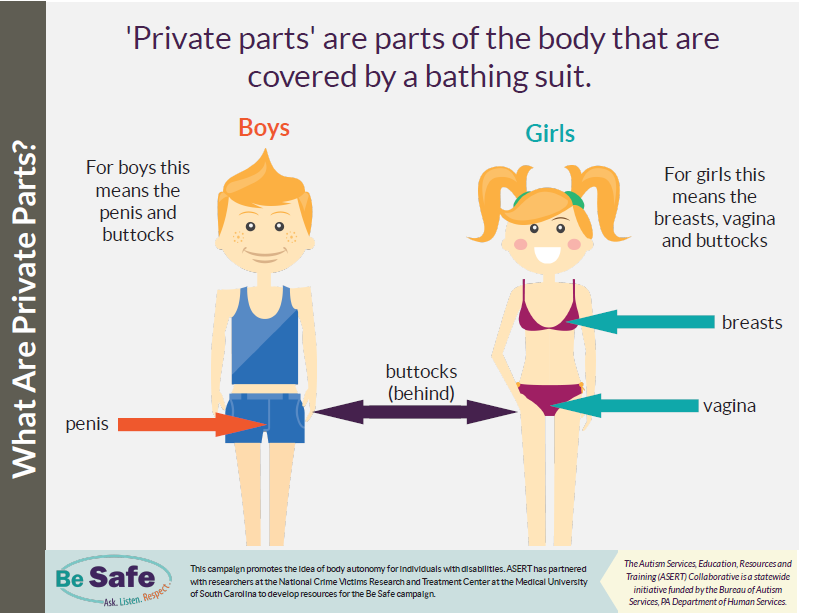 What Are Private Parts?
'Private parts' are parts of the body that are
covered by a bathing suit.
Boys
For boys this
means the
penis and
buttocks
Girls
For girls this
means the
breasts, vagina
and buttocks
breasts
buttocks
(behind)
vagina
penis
Be Safe
Ask. Listen. Respect.
This campaign promotes the idea of body autonomy for individuals with disabilities. ASERT has partnered
with researchers at the National Crime Victims Research and Treatment Center at the Medical University
of South Carolina to develop resources for the Be Safe campaign.
The Autism Services, Education, Resources and
Training (ASERT) Collaborative is a statewide
initiative funded by the Bureau of Autism
Services, PA Department of Human Services.